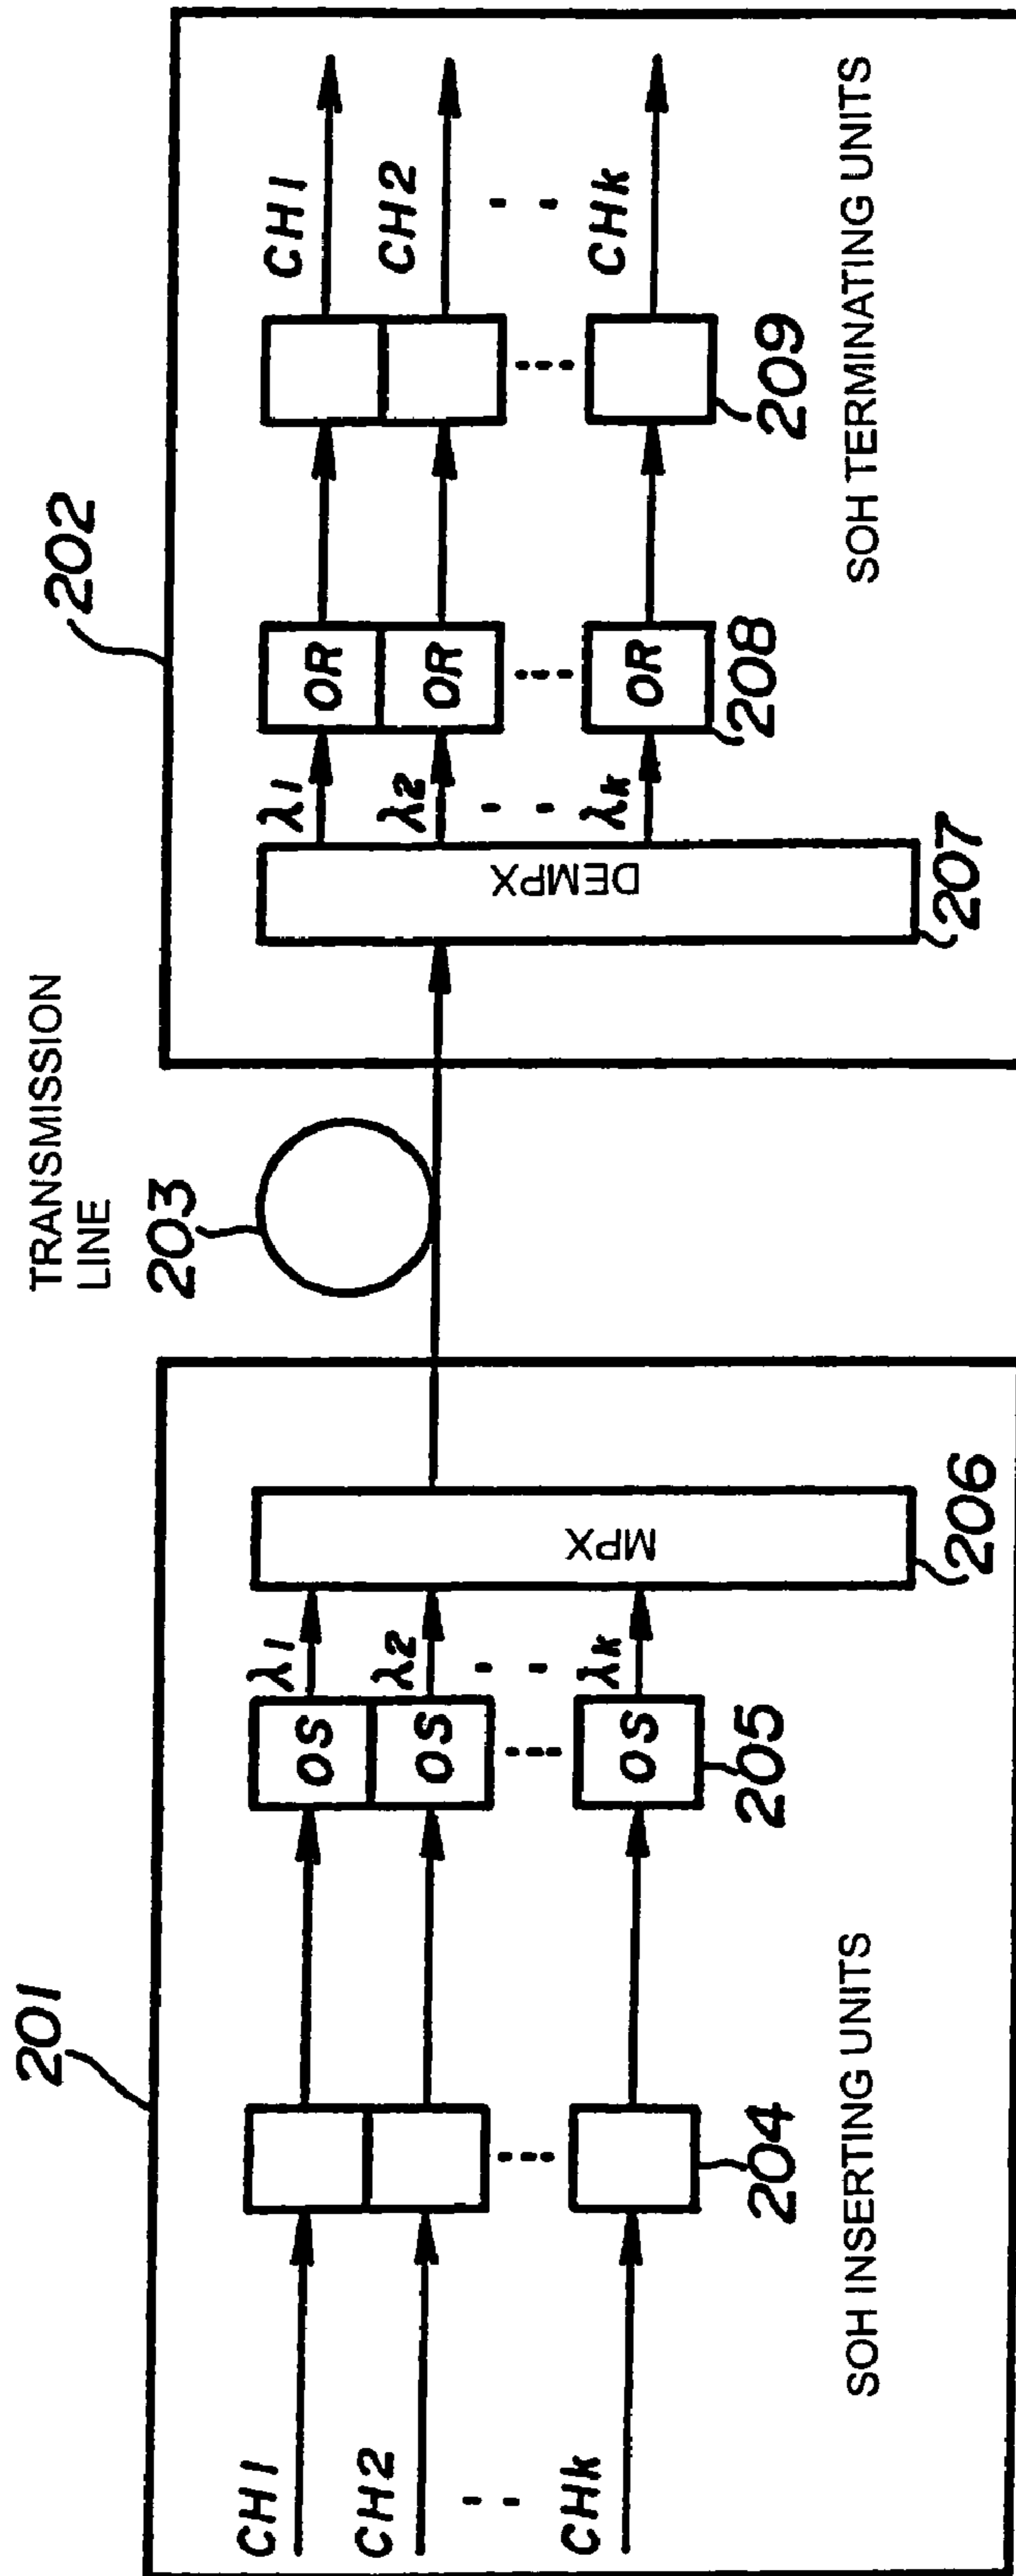 201
202
TRANSMISSION
LINE
203
CH1
CH2
- -
CHk
204
SOH INSERTING UNITS
OS
OS
OS
205
λ1
λ2
- -
λk
MPX
206
DEMPX
207
λ1
λ2
- -
λk
OR
OR
OR
208
209
CH1
CH2
- -
CHk
SOH TERMINATING UNITS